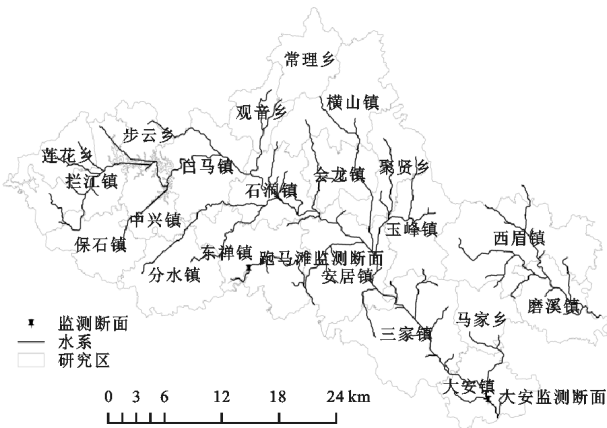 常理乡
横山镇
观音乡
步云乡
莲花乡
白马镇
会龙镇
聚贤乡
拦江镇
石洞镇
中兴镇
玉峰镇
保石镇
西眉镇
东禅镇
跑马滩监测断面
分水镇
安居镇
磨溪镇
马家乡
三家镇
大安镇
大安监测断面
监测断面
水系
研究区
0 3 6 12 18 24 km